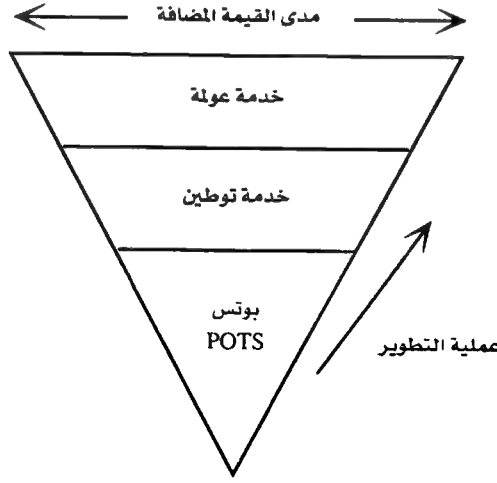 مدى القيمة المضافة
خدمة عولمة
خدمة توطين
بوتس
POTS
عملية التطوير